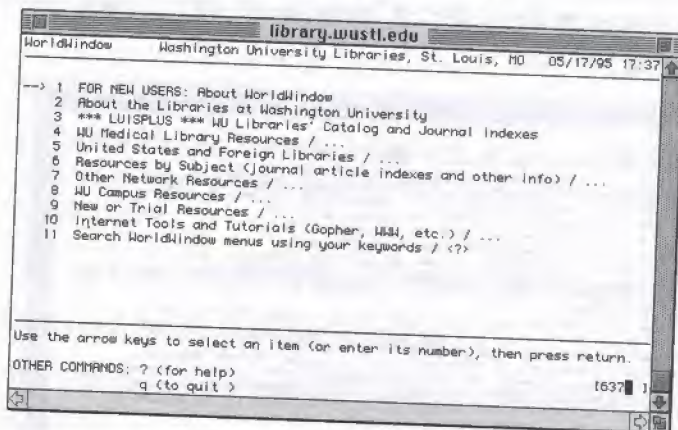 library.wustl.edu
WorldWindow Washington University Libraries, St. Louis, MO 05/17/95 17:37
--> 1 FOR NEW USERS: About WorldWindow
2 About the Libraries at Washington University
3 *** LUISPLUS *** WU Libraries' Catalog and Journal Indexes
4 WU Medical Library Resources / ...
5 United States and Foreign Libraries / ...
6 Resources by Subject (journal article indexes and other info) / ...
7 Other Network Resources / ...
8 WU Campus Resources / ...
9 New or Trial Resources / ...
10 Internet Tools and Tutorials (Gopher, WWW, etc.) / ...
11 Search WorldWindow menus using your keywords / <?>
Use the arrow keys to select an item (or enter its number), then press return.
OTHER COMMANDS: ? (for help)
q (to quit ) [637 ]